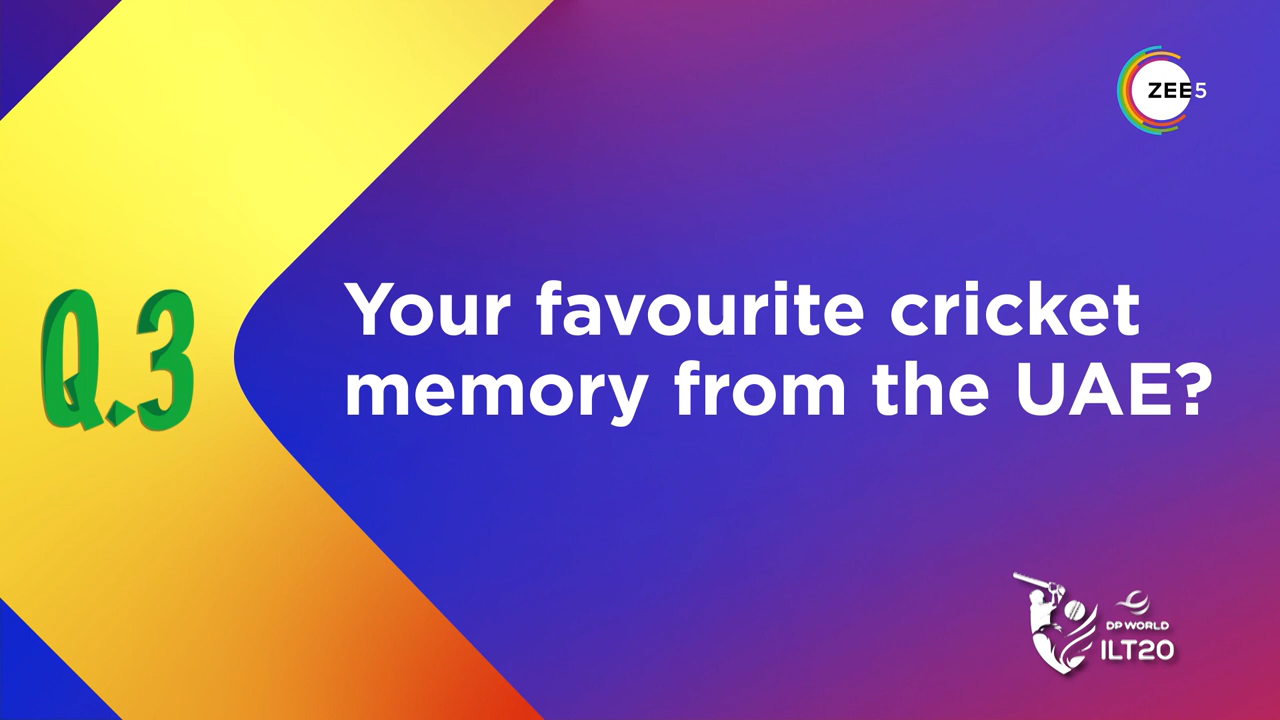 ZEE5
Q.3
Your favourite cricket
memory from the UAE?
DP WORLD
ILT20